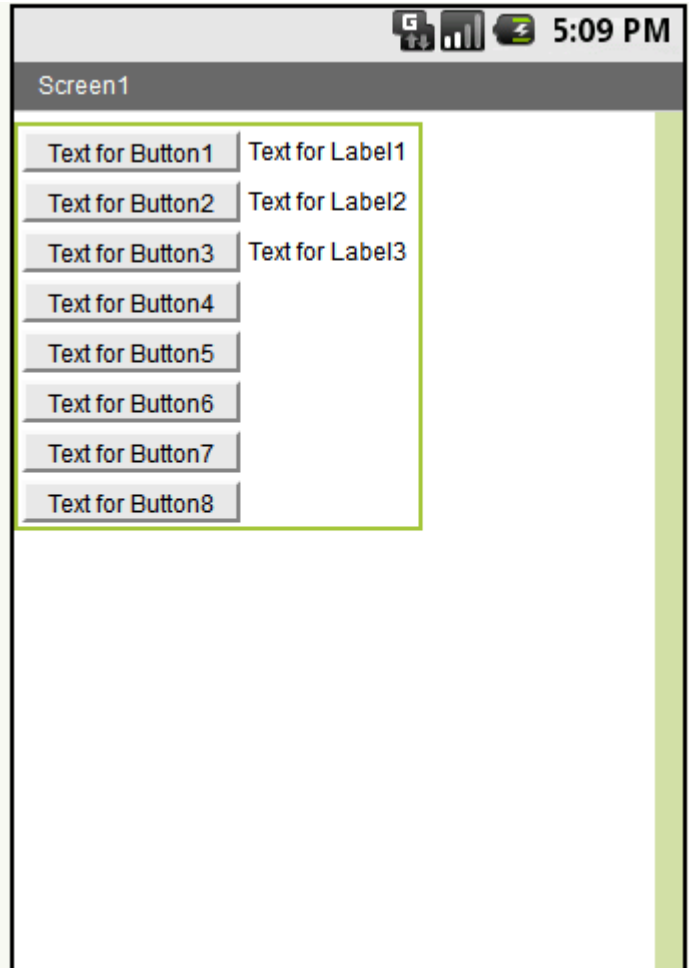 G 5:09 PM
Screen1
Text for Button1 Text for Label1
Text for Button2 Text for Label2
Text for Button3 Text for Label3
Text for Button4
Text for Button5
Text for Button6
Text for Button7
Text for Button8